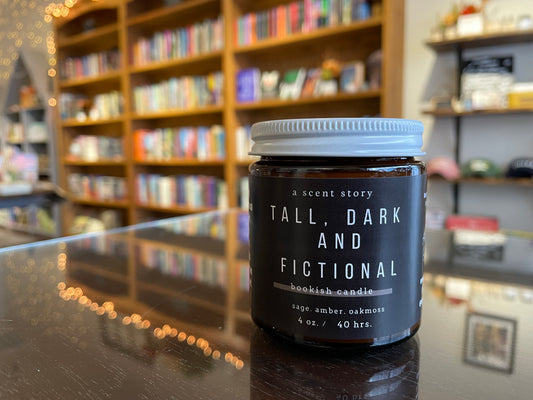 a scent story
TALL, DARK
AND
FICTIONAL
bookish candle
sage. amber. oakmoss
4 oz. / 40 hrs.